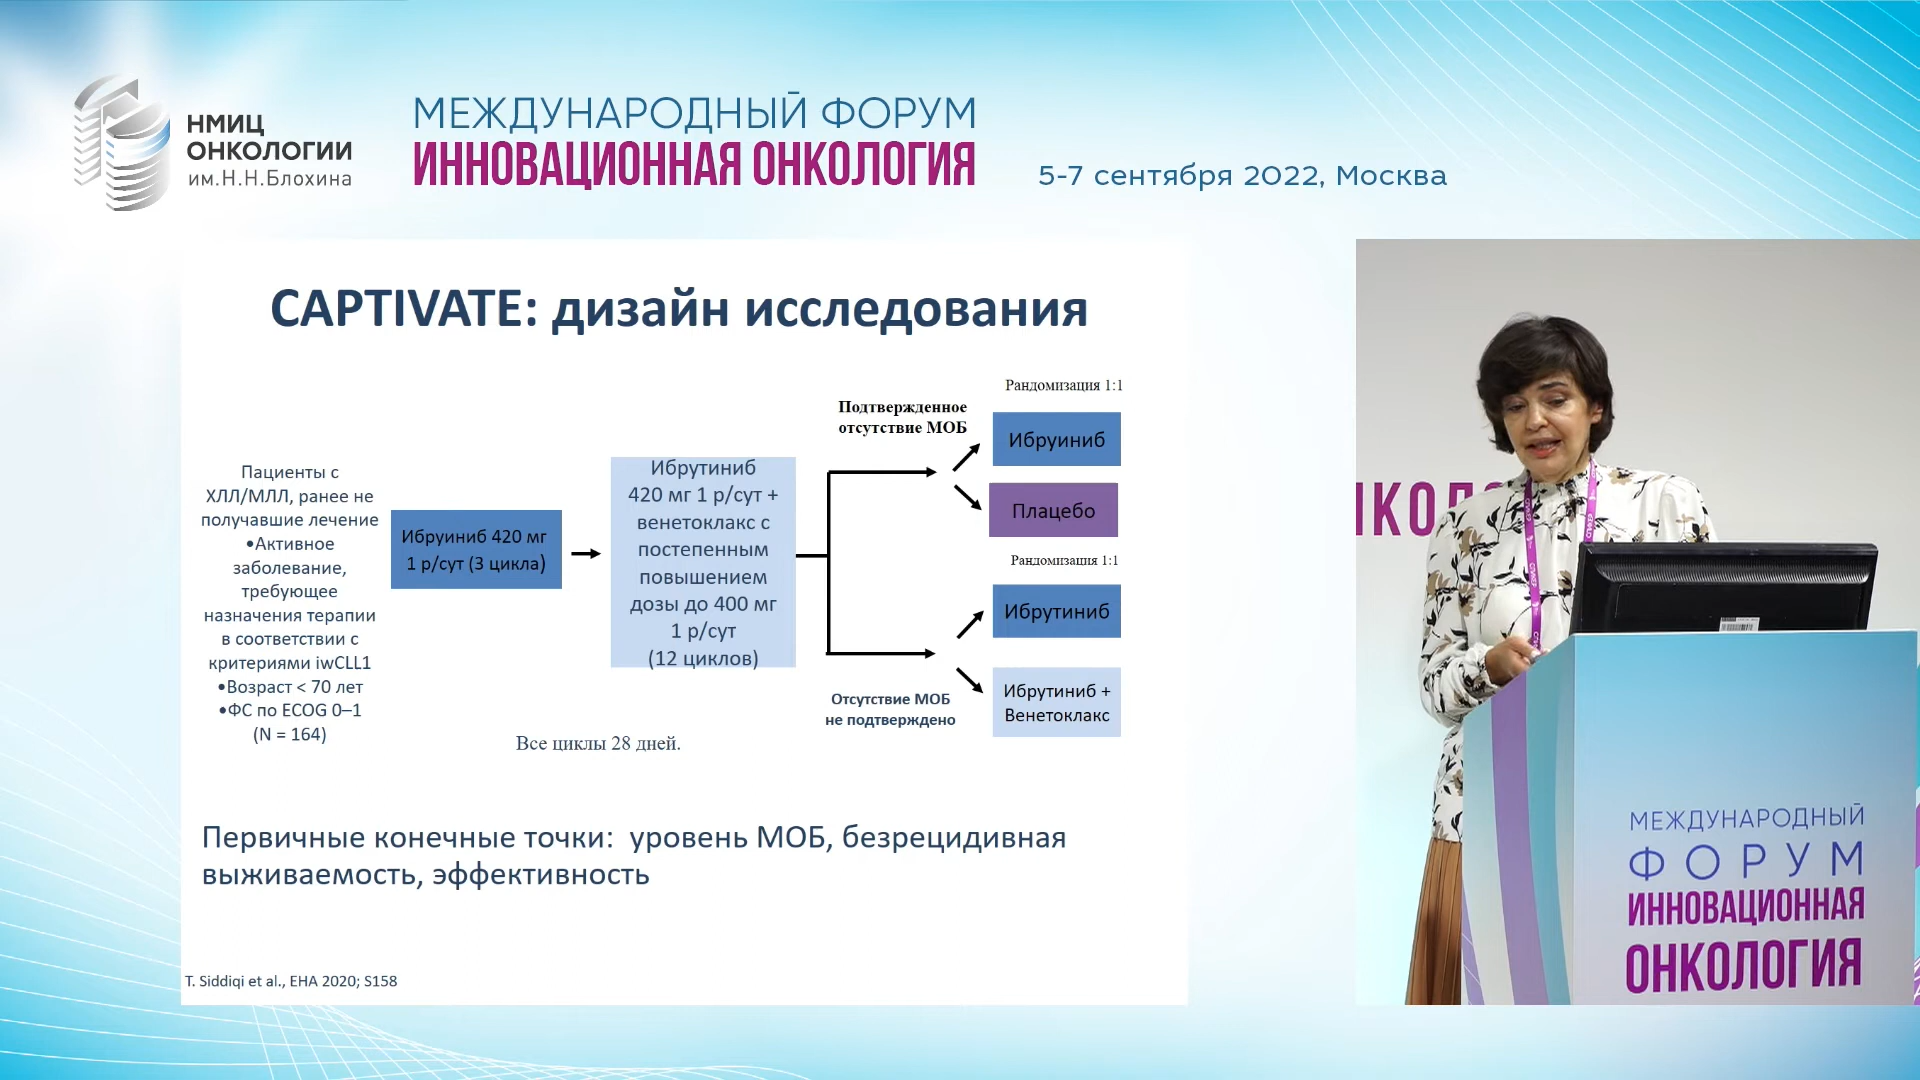 НМИЦ
ОНКОЛОГИИ
им.Н.Н.Блохина
МЕЖДУНАРОДНЫЙ ФОРУМ
ИННОВАЦИОННАЯ ОНКОЛОГИЯ
5-7 сентября 2022, Москва
CAPTIVATE: дизайн исследования
Пациенты с
ХЛЛ/МЛЛ, ранее не
получавшие лечение
•Активное
заболевание,
требующее
назначения терапии
в соответствии с
критериями iwCLL1
•Возраст < 70 лет
•ФС по ECOG 0–1
(N = 164)
Ибруиниб 420 мг
1 р/сут (3 цикла)
Ибрутиниб
420 мг 1 р/сут +
венетоклакс с
постепенным
повышением
дозы до 400 мг
1 р/сут
(12 циклов)
Все циклы 28 дней.
Подтвержденное
отсутствие МОБ
Рандомизация 1:1
Ибруиниб
Плацебо
Рандомизация 1:1
Ибрутиниб
Ибрутиниб +
Венетоклакс
Отсутствие МОБ
не подтверждено
Первичные конечные точки:  уровень МОБ, безрецидивная
выживаемость, эффективность
T. Siddiqi et al., EHA 2020; S158
МЕЖДУНАРОДНЫЙ
ФОРУМ
ИННОВАЦИОННАЯ
ОНКОЛОГИЯ